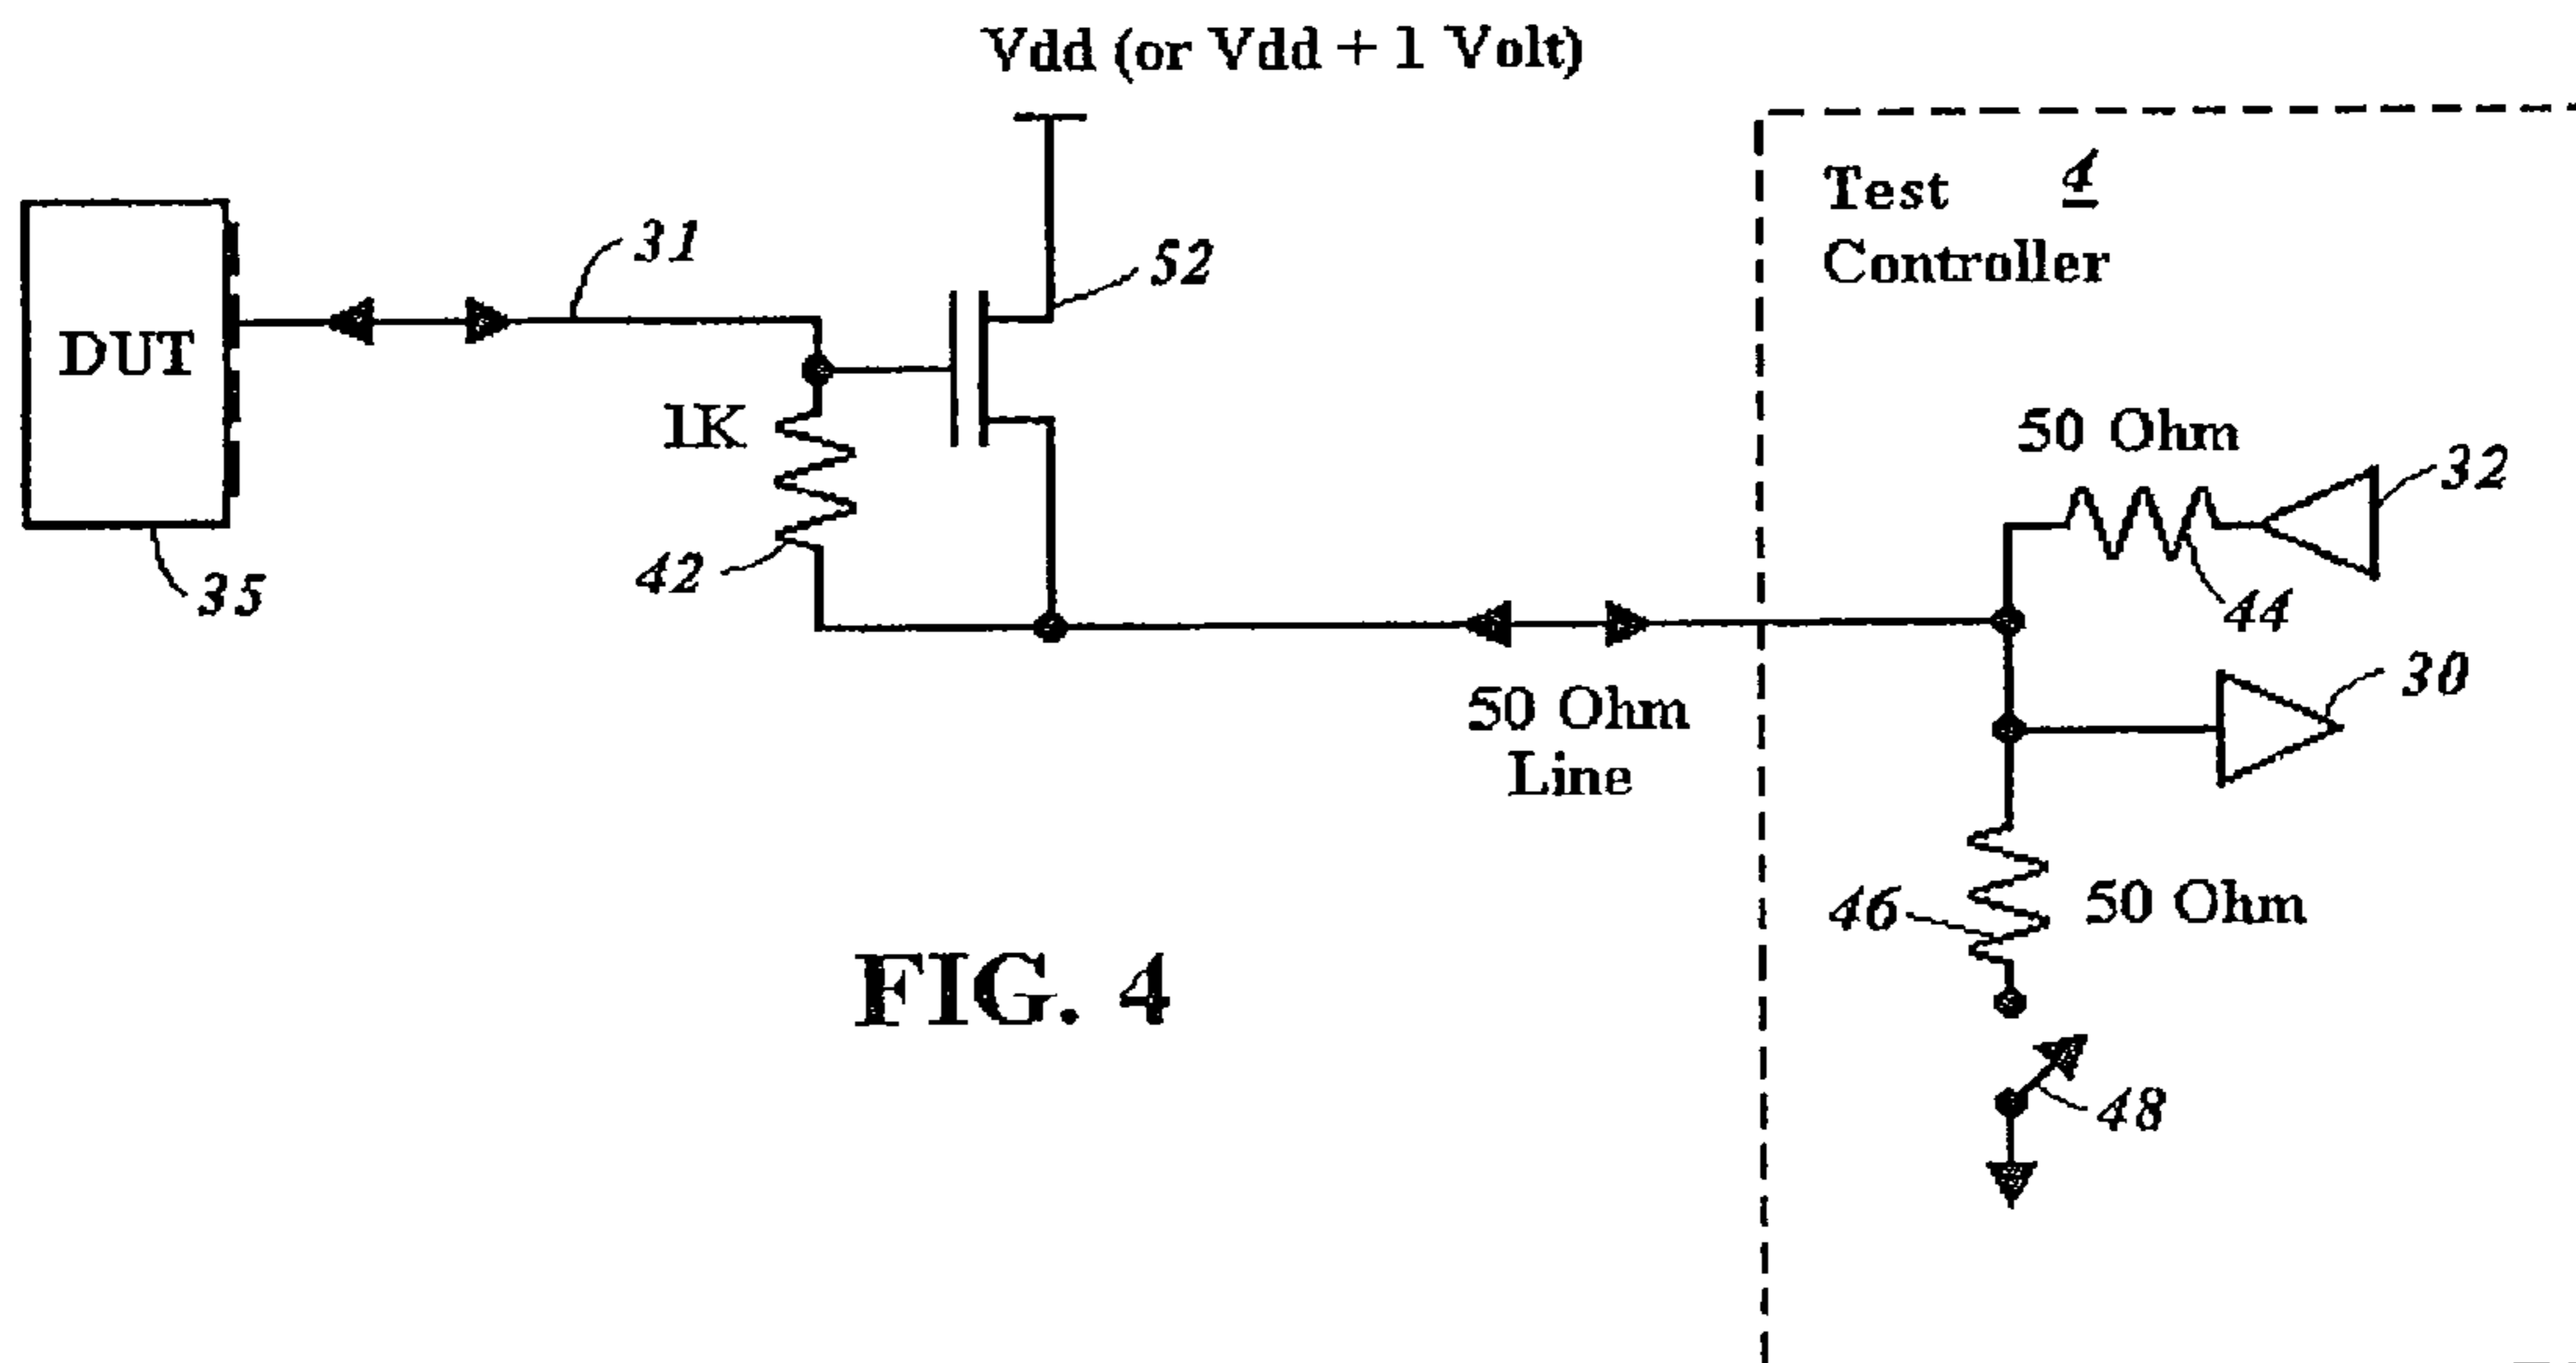 Vdd (or Vdd + 1 Volt)
Test 4
Controller
31
52
DUT
1K
50 Ohm
32
42
35
44
50 Ohm
Line
30
46
50 Ohm
48
FIG. 4